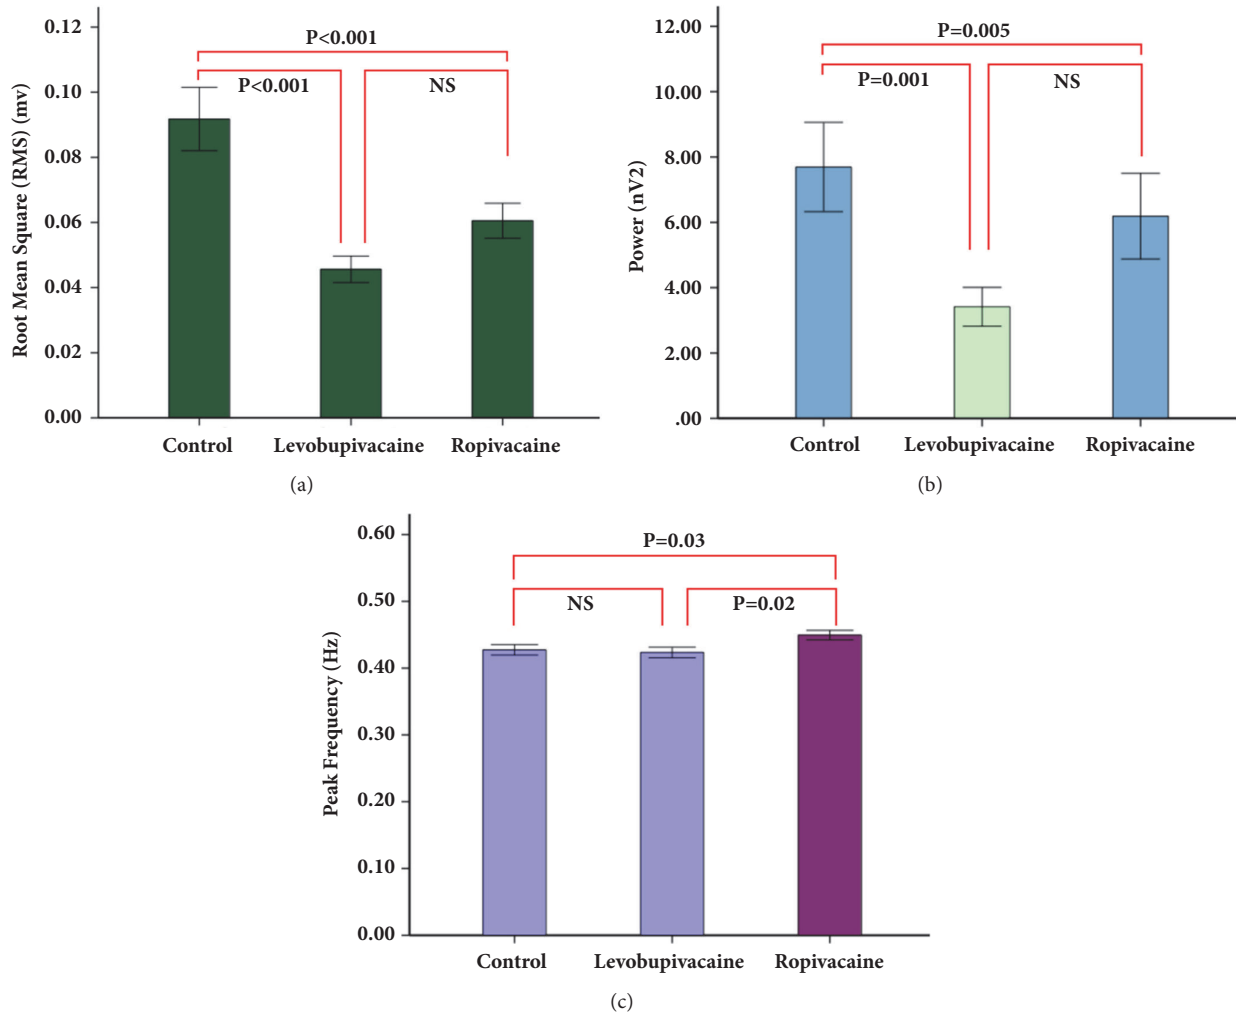 0.12
0.10
0.08
0.06
0.04
0.02
0.00
Root Mean Square (RMS) (mv)
P<0.001
P<0.001
NS
Control
Levobupivacaine
Ropivacaine
(a)
12.00
10.00
8.00
6.00
4.00
2.00
.00
Power (nV2)
P=0.005
P=0.001
NS
Control
Levobupivacaine
Ropivacaine
(b)
0.60
0.50
0.40
0.30
0.20
0.10
0.00
Peak Frequency (Hz)
P=0.03
NS
P=0.02
Control
Levobupivacaine
Ropivacaine
(c)